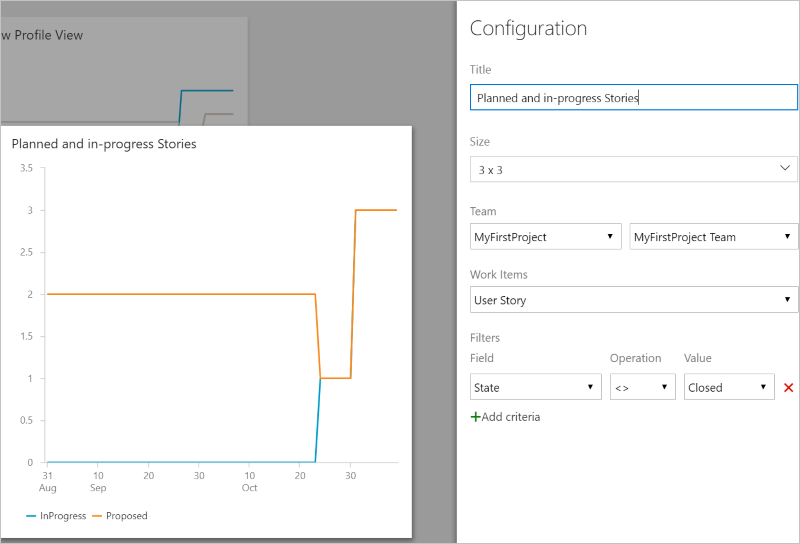 w Profile View
Planned and in-progress Stories
3.5
3
2.5
2
1.5
1
0.5
0
31 10 20 30 10 20 30
Aug Sep Oct
InProgress Proposed
Configuration
Title
Planned and in-progress Stories
Size
3 x 3
Team
MyFirstProject MyFirstProject Team
Work Items
User Story
Filters
Field Operation Value
State <> Closed
+Add criteria